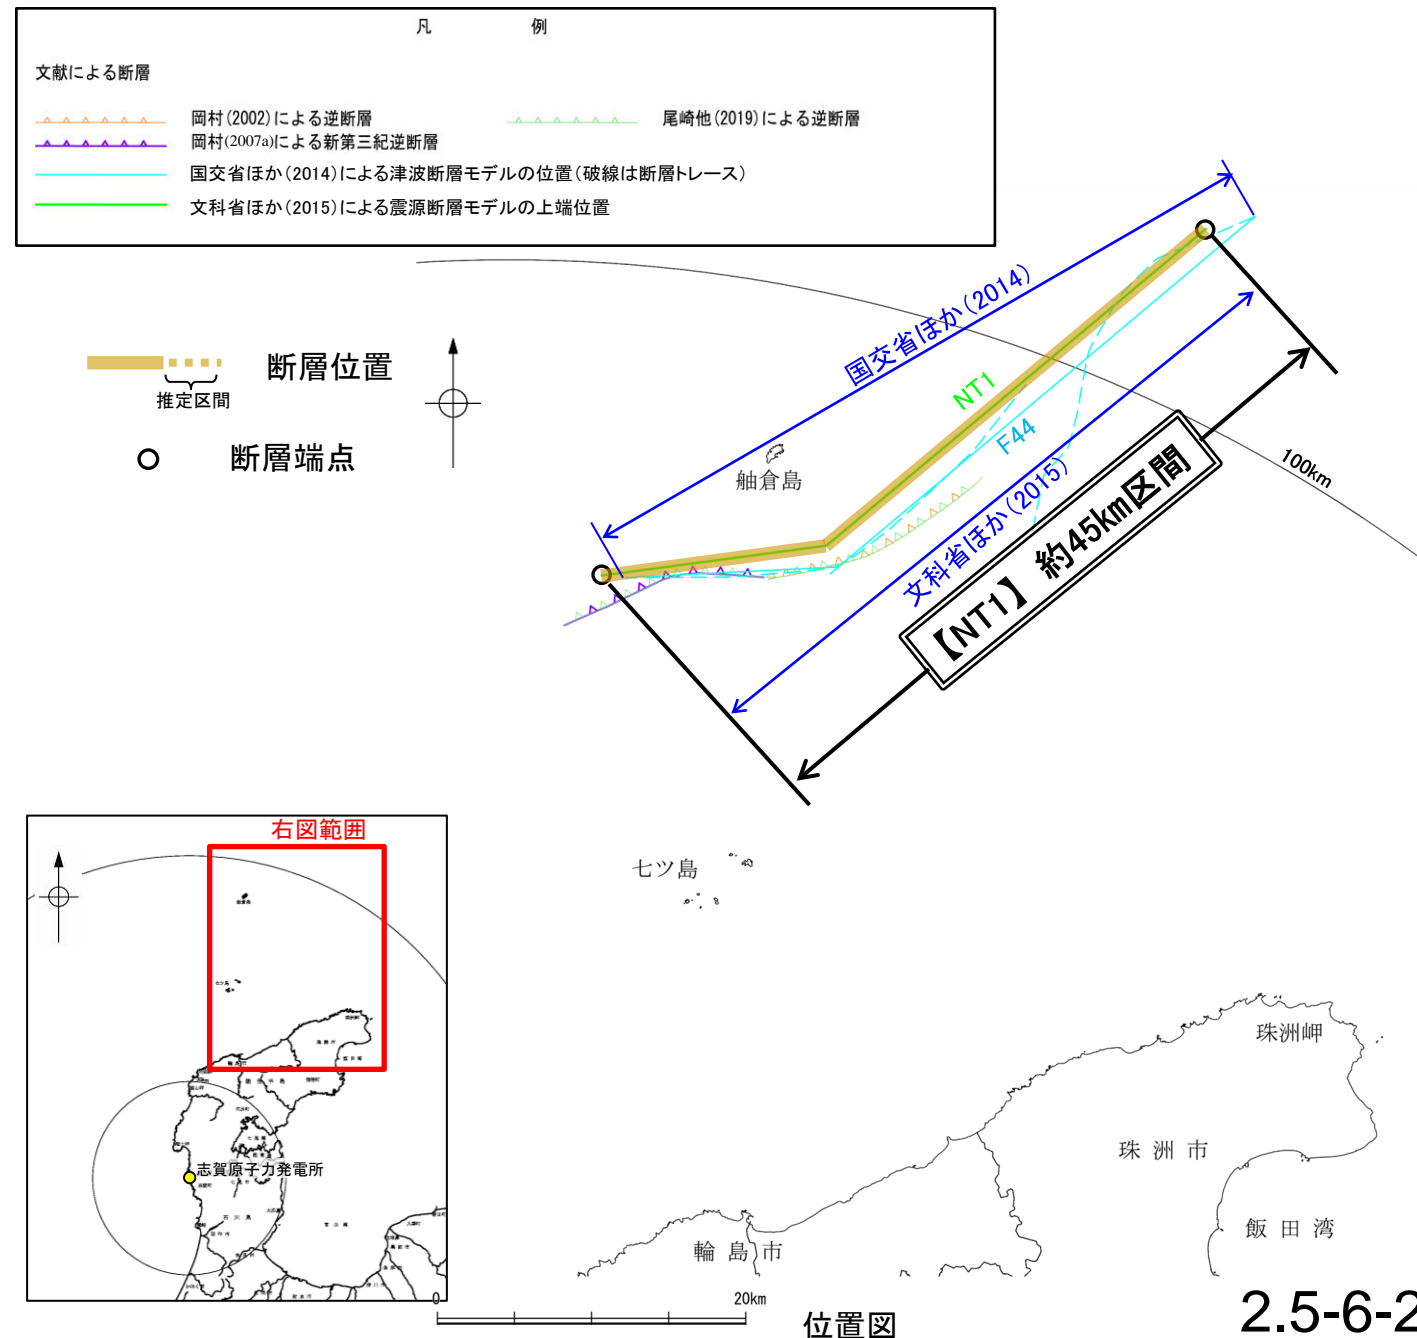 凡　例
文献による断層
岡村(2002)による逆断層
尾崎他(2019)による逆断層
岡村(2007a)による新第三紀逆断層
国交省ほか(2014)による津波断層モデルの位置(破線は断層トレース)
文科省ほか(2015)による震源断層モデルの上端位置
断層位置
推定区間
断層端点
国交省ほか(2014)
NT1
F44
文科省ほか(2015)
【NT1】 約45km区間
100km
舳倉島
右図範囲
七ツ島
志賀原子力発電所
珠洲岬
珠洲市
飯田湾
輪島市
0
20km
位置図
2.5-6-2